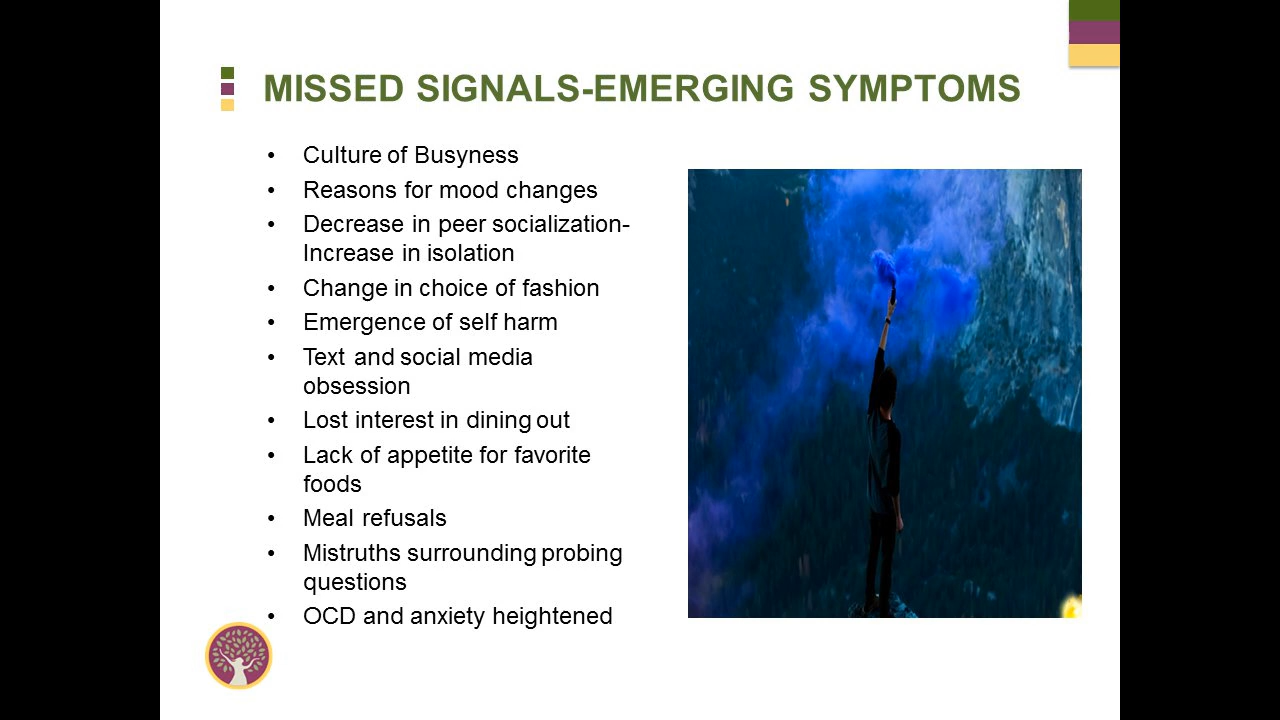 MISSED SIGNALS-EMERGING SYMPTOMS
• Culture of Busyness
• Reasons for mood changes
• Decrease in peer socialization-
Increase in isolation
• Change in choice of fashion
• Emergence of self harm
• Text and social media
obsession
• Lost interest in dining out
• Lack of appetite for favorite
foods
• Meal refusals
• Mistruths surrounding probing
questions
• OCD and anxiety heightened